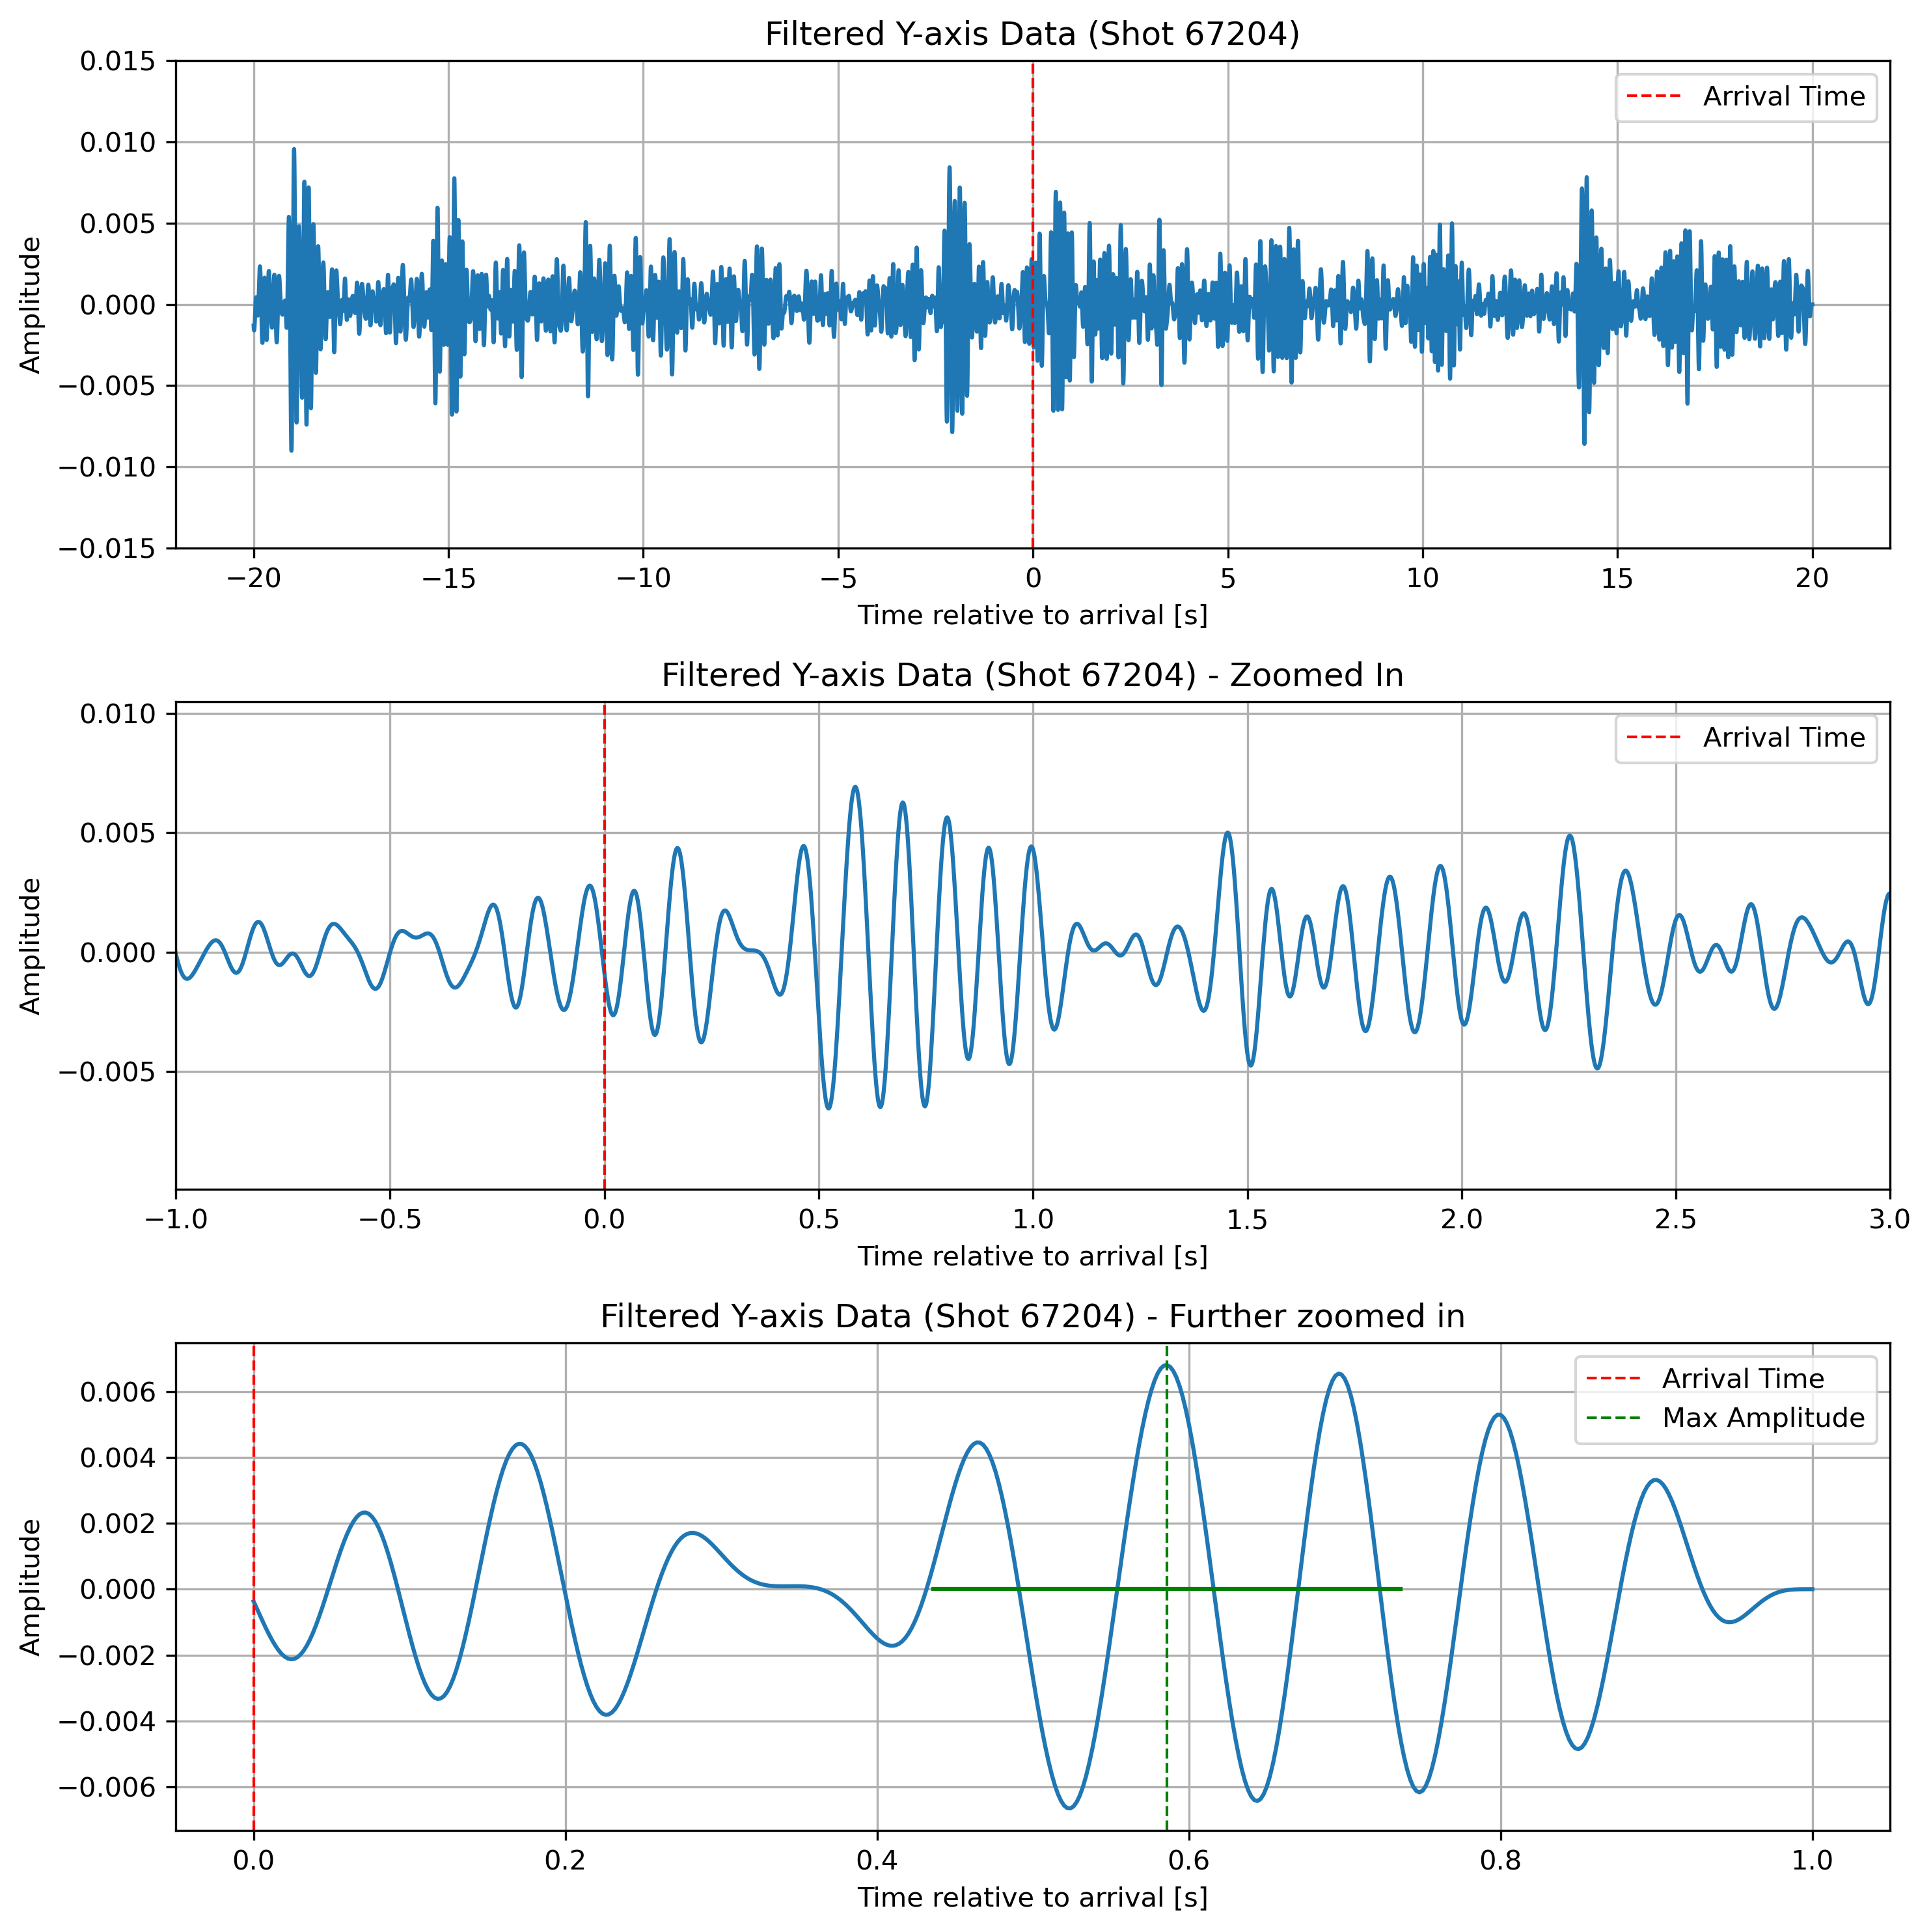 Filtered Y-axis Data (Shot 67204)
0.015
0.010
0.005
0.000
−0.005
−0.010
−0.015
Amplitude
Arrival Time
−20 −15 −10 −5 0 5 10 15 20
Time relative to arrival [s]
Filtered Y-axis Data (Shot 67204) - Zoomed In
0.010
0.005
0.000
−0.005
Amplitude
Arrival Time
−1.0 −0.5 0.0 0.5 1.0 1.5 2.0 2.5 3.0
Time relative to arrival [s]
Filtered Y-axis Data (Shot 67204) - Further zoomed in
0.006
0.004
0.002
0.000
−0.002
−0.004
−0.006
Amplitude
Arrival Time
Max Amplitude
0.0 0.2 0.4 0.6 0.8 1.0
Time relative to arrival [s]